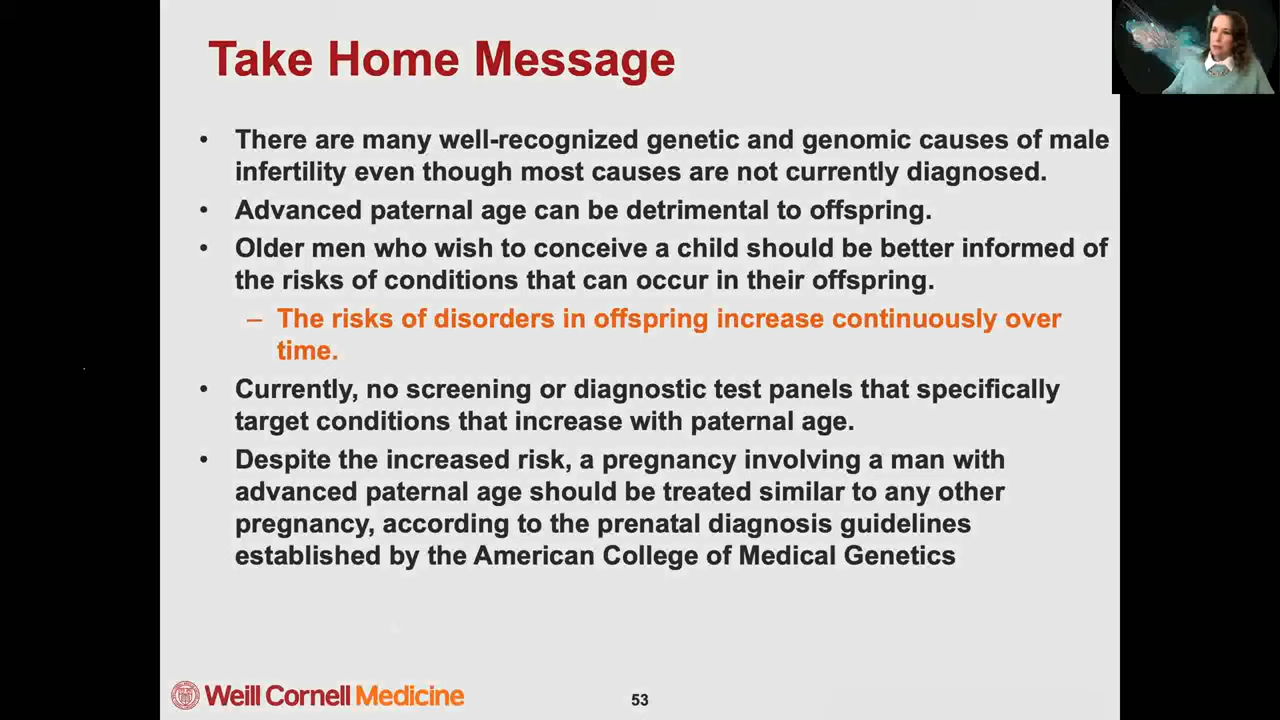 Take Home Message
• There are many well-recognized genetic and genomic causes of male
infertility even though most causes are not currently diagnosed.
• Advanced paternal age can be detrimental to offspring.
• Older men who wish to conceive a child should be better informed of
the risks of conditions that can occur in their offspring.
– The risks of disorders in offspring increase continuously over
time.
• Currently, no screening or diagnostic test panels that specifically
target conditions that increase with paternal age.
• Despite the increased risk, a pregnancy involving a man with
advanced paternal age should be treated similar to any other
pregnancy, according to the prenatal diagnosis guidelines
established by the American College of Medical Genetics
Weill Cornell Medicine
53